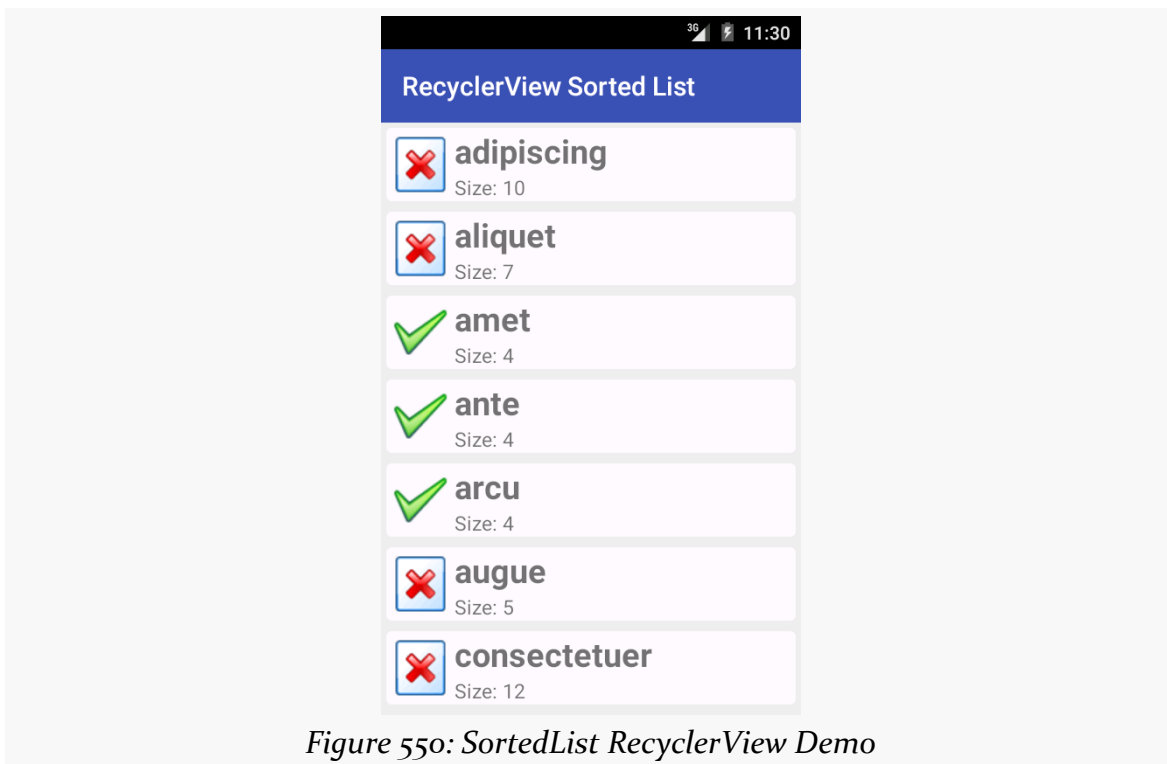 3G 11:30
RecyclerView Sorted List
adipiscing
Size: 10
aliquet
Size: 7
amet
Size: 4
ante
Size: 4
arcu
Size: 4
augue
Size: 5
consectetuer
Size: 12
Figure 550: SortedList RecyclerView Demo